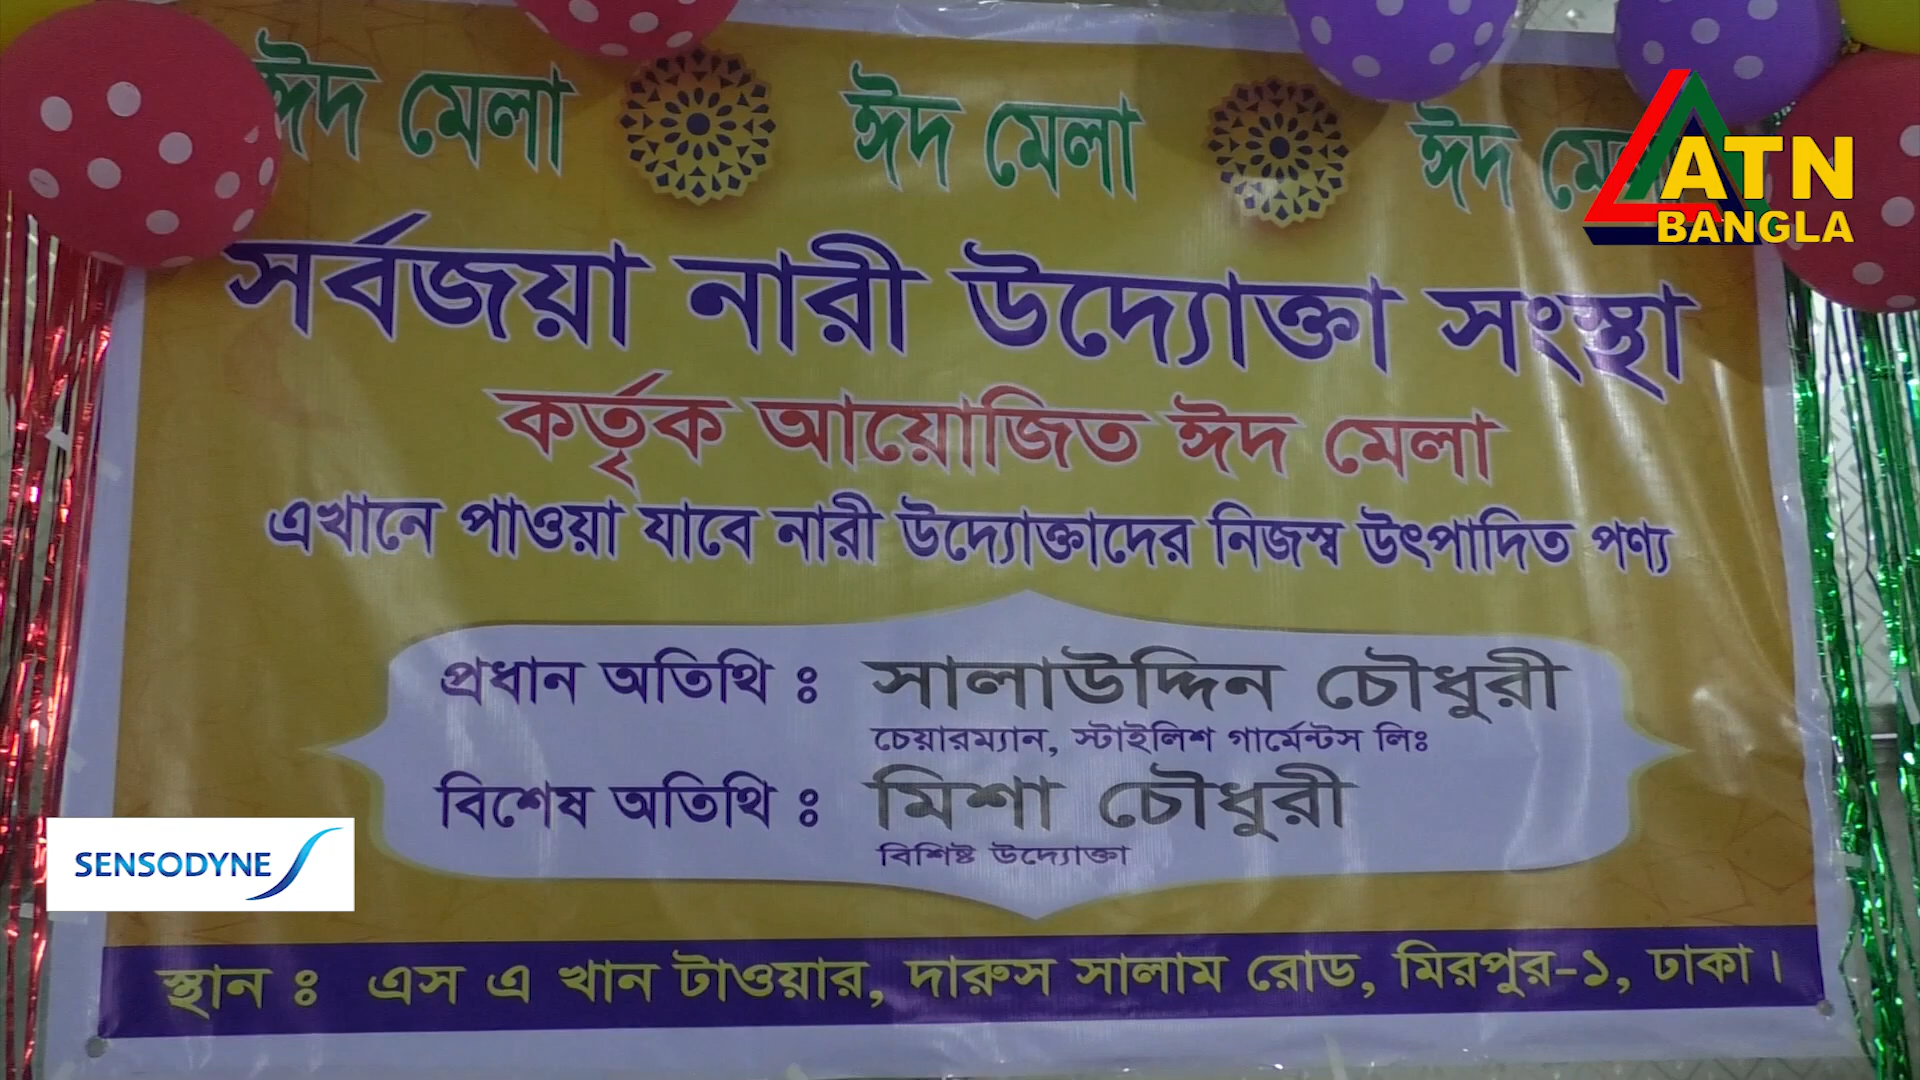 ঈদ মেলা ঈদ মেলা ঈদ মেলা
ATN
BANGLA
সর্বজয়া নারী উদ্যোক্তা সংস্থা
কর্তৃক আয়োজিত ঈদ মেলা
এখানে পাওয়া যাবে নারী উদ্যোক্তাদের নিজস্ব উৎপাদিত পণ্য
প্রধান অতিথি ঃ সালাউদ্দিন চৌধুরী
চেয়ারম্যান, স্টাইলিশ গার্মেন্টস লিঃ
বিশেষ অতিথি ঃ মিশা চৌধুরী
বিশিষ্ট উদ্যোক্তা
SENSODYNE
স্থান ঃ এস এ খান টাওয়ার, দারুস সালাম রোড, মিরপুর-১, ঢাকা।